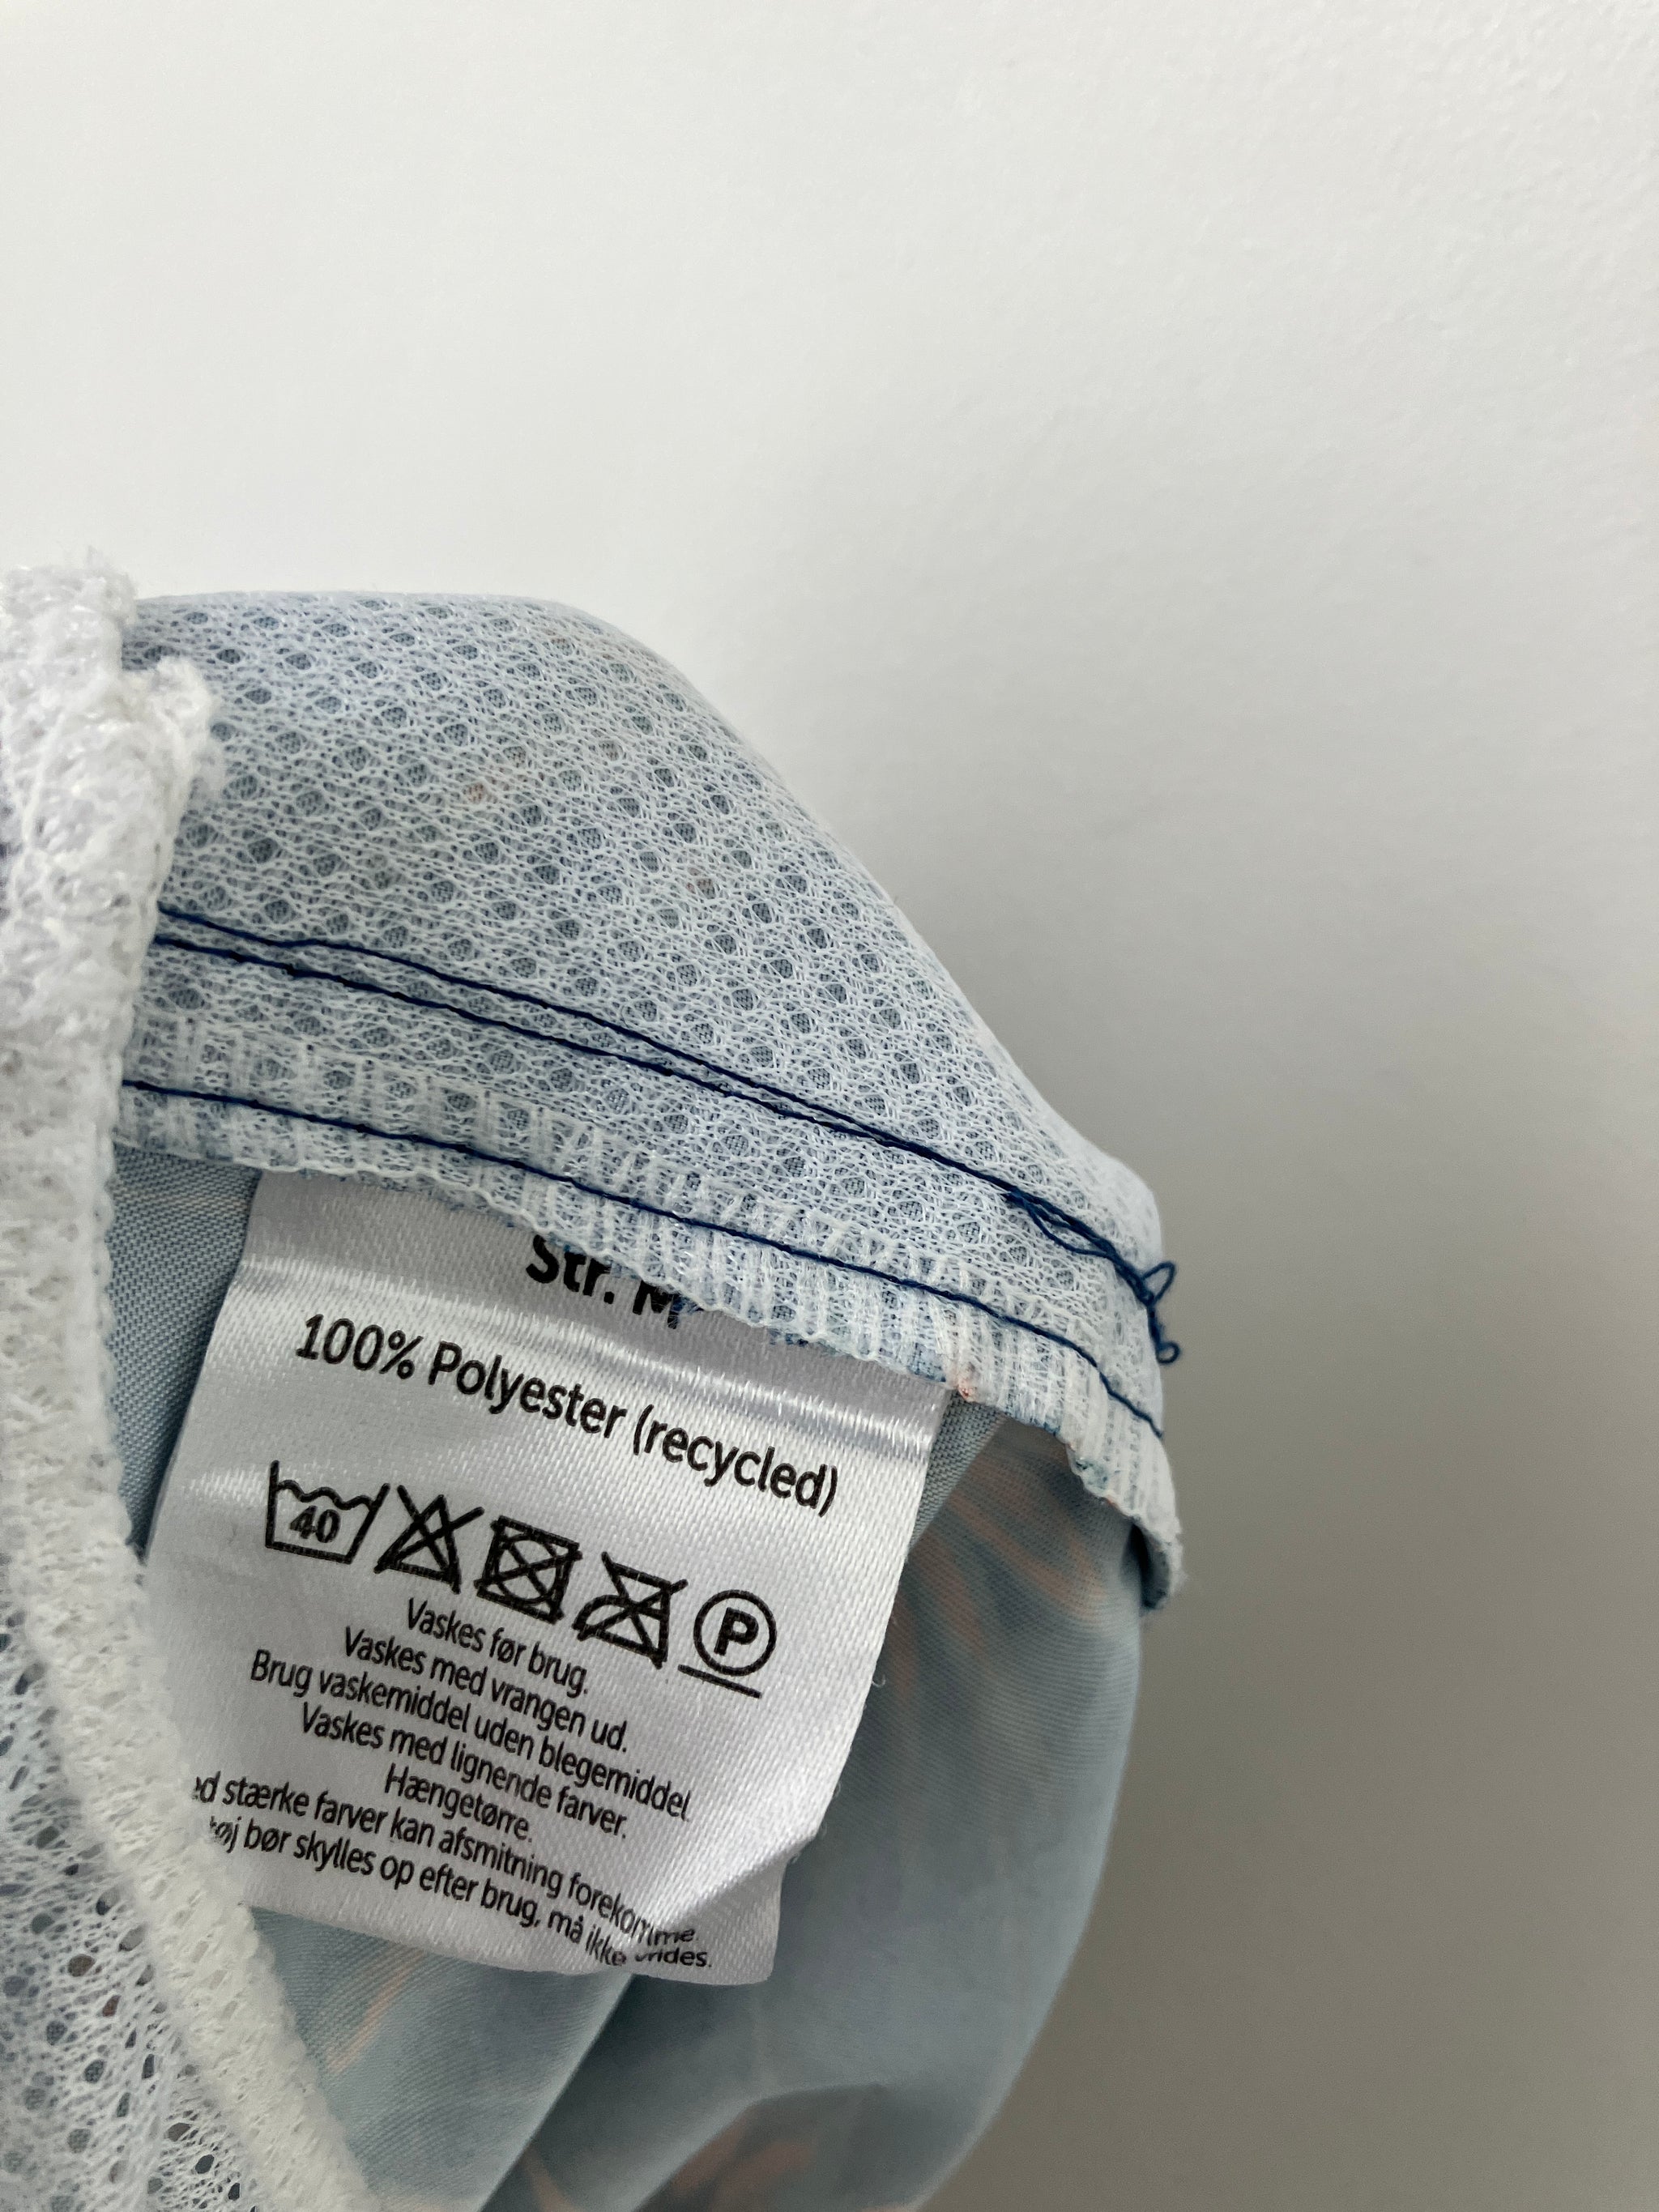 Str. M
100% Polyester (recycled)
40
P
Vaskes før brug.
Vaskes med vrangen ud.
Brug vaskemiddel uden blegemiddel.
Vaskes med lignende farver.
Hængetørre.
stærke farver kan afsmitning forekomme
bør skylles op efter brug, må ikke vrides.